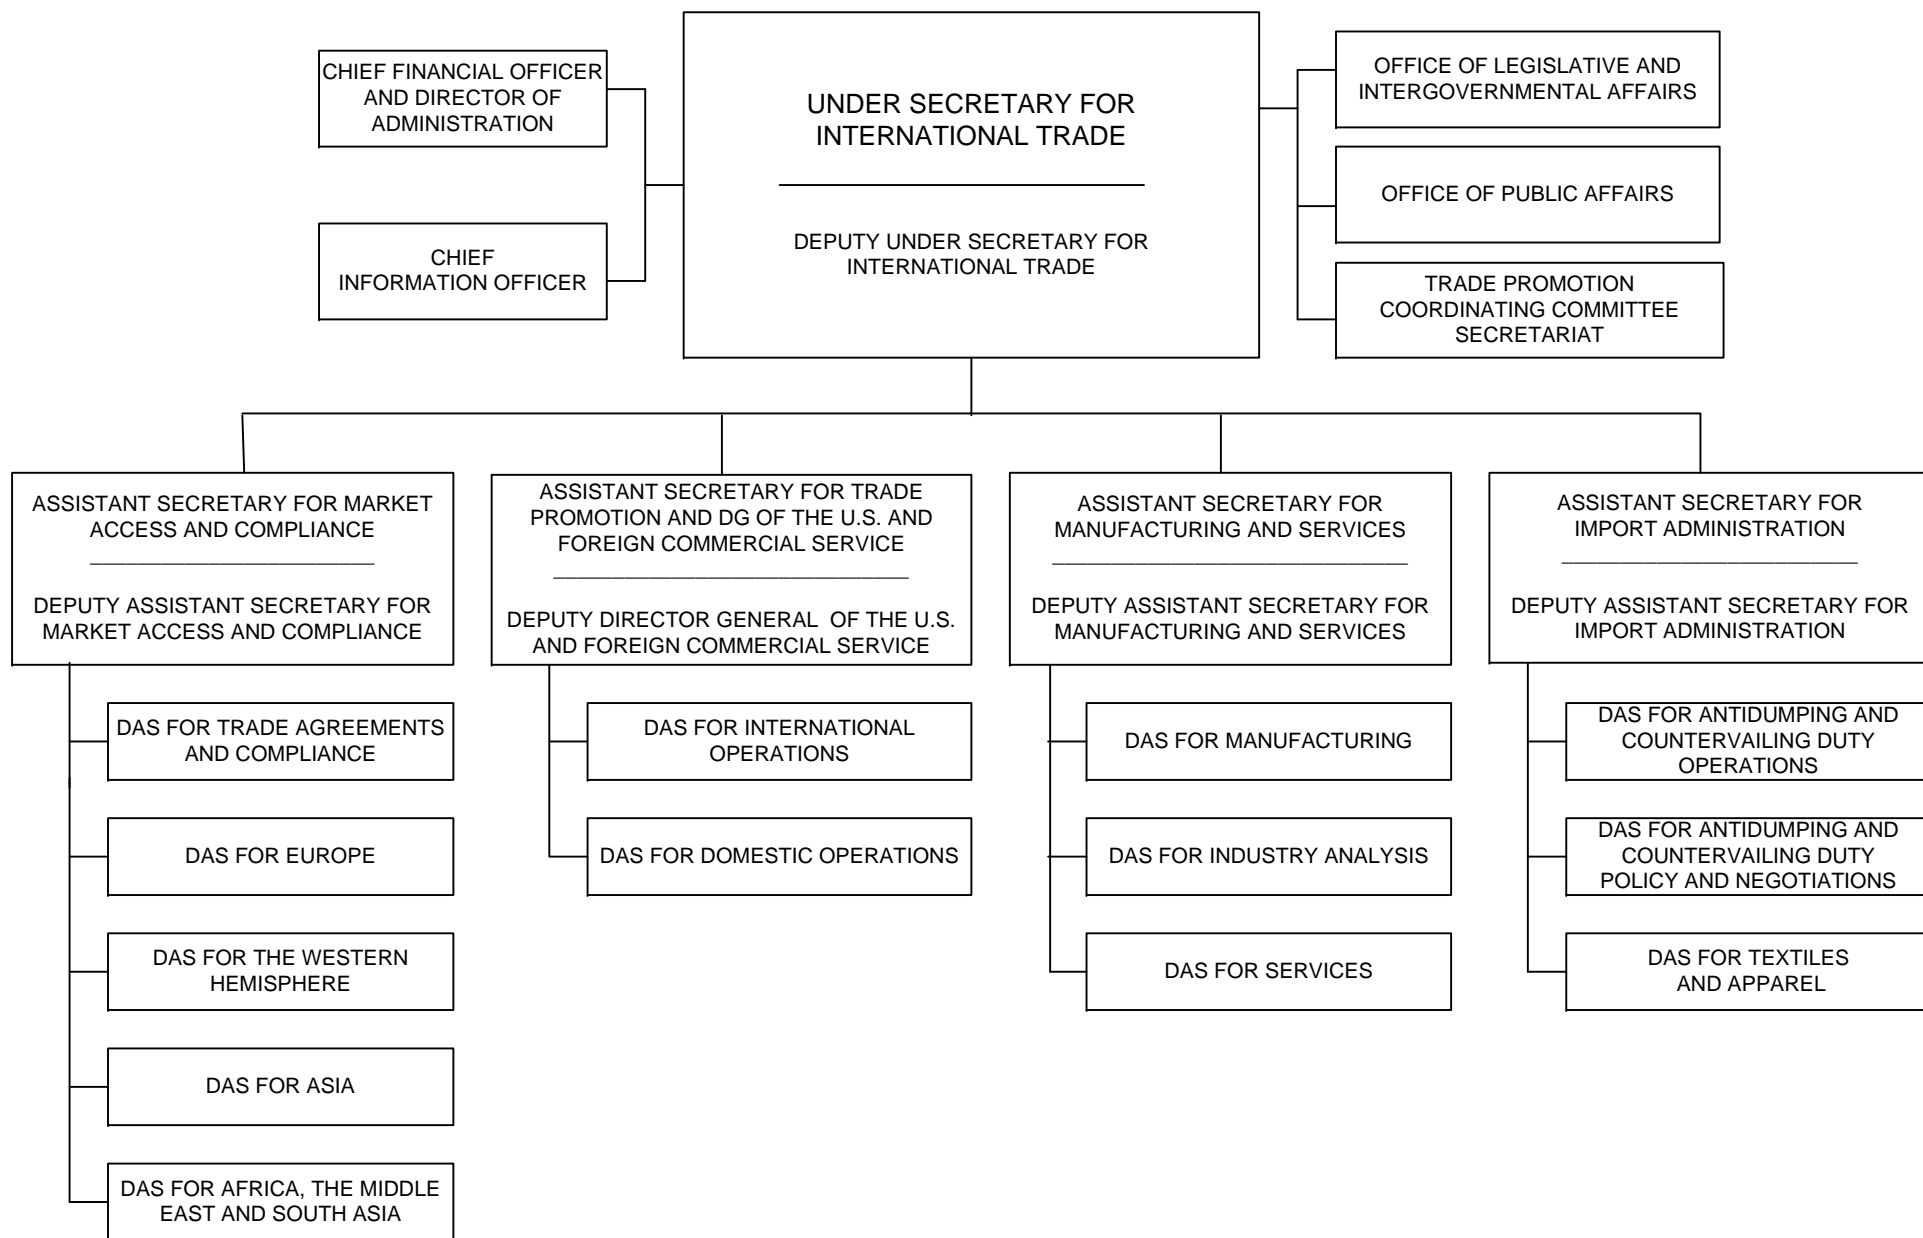 CHIEF FINANCIAL OFFICER
AND DIRECTOR OF
ADMINISTRATION
CHIEF
INFORMATION OFFICER
UNDER SECRETARY FOR
INTERNATIONAL TRADE
DEPUTY UNDER SECRETARY FOR
INTERNATIONAL TRADE
OFFICE OF LEGISLATIVE AND
INTERGOVERNMENTAL AFFAIRS
OFFICE OF PUBLIC AFFAIRS
TRADE PROMOTION
COORDINATING COMMITTEE
SECRETARIAT
ASSISTANT SECRETARY FOR MARKET
ACCESS AND COMPLIANCE
DEPUTY ASSISTANT SECRETARY FOR
MARKET ACCESS AND COMPLIANCE
DAS FOR TRADE AGREEMENTS
AND COMPLIANCE
DAS FOR EUROPE
DAS FOR THE WESTERN
HEMISPHERE
DAS FOR ASIA
DAS FOR AFRICA, THE MIDDLE
EAST AND SOUTH ASIA
ASSISTANT SECRETARY FOR TRADE
PROMOTION AND DG OF THE U.S. AND
FOREIGN COMMERCIAL SERVICE
DEPUTY DIRECTOR GENERAL OF THE U.S.
AND FOREIGN COMMERCIAL SERVICE
DAS FOR INTERNATIONAL
OPERATIONS
DAS FOR DOMESTIC OPERATIONS
ASSISTANT SECRETARY FOR
MANUFACTURING AND SERVICES
DEPUTY ASSISTANT SECRETARY FOR
MANUFACTURING AND SERVICES
DAS FOR MANUFACTURING
DAS FOR INDUSTRY ANALYSIS
DAS FOR SERVICES
ASSISTANT SECRETARY FOR
IMPORT ADMINISTRATION
DEPUTY ASSISTANT SECRETARY FOR
IMPORT ADMINISTRATION
DAS FOR ANTIDUMPING AND
COUNTERVAILING DUTY
OPERATIONS
DAS FOR ANTIDUMPING AND
COUNTERVAILING DUTY
POLICY AND NEGOTIATIONS
DAS FOR TEXTILES
AND APPAREL